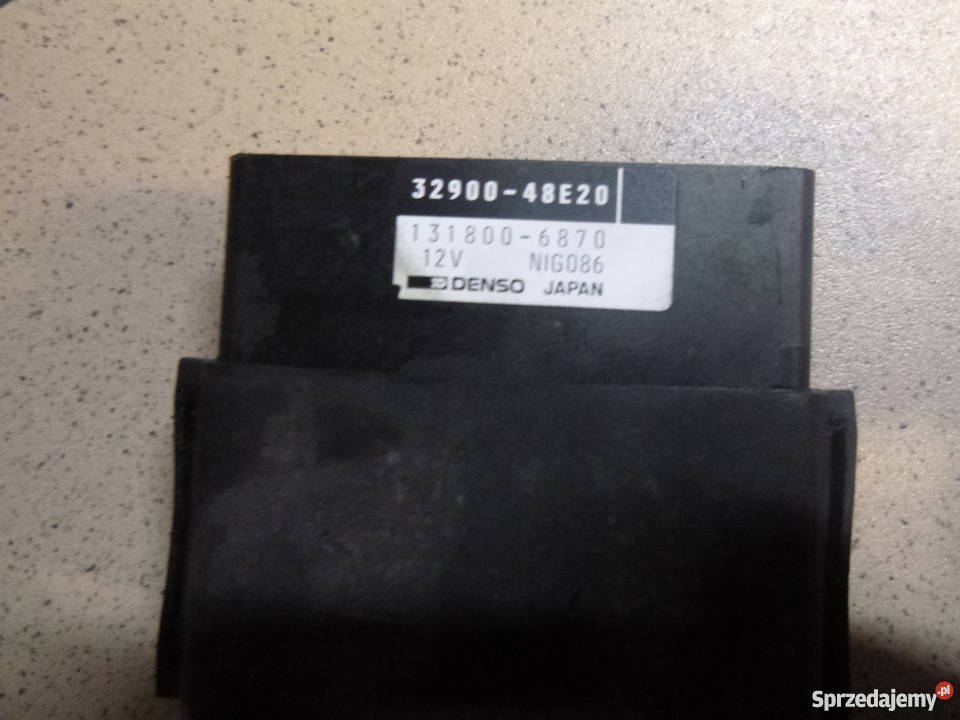 32900-48E20
131800-6870
12V NIG086
DENSO JAPAN
Sprzedajemy.pl